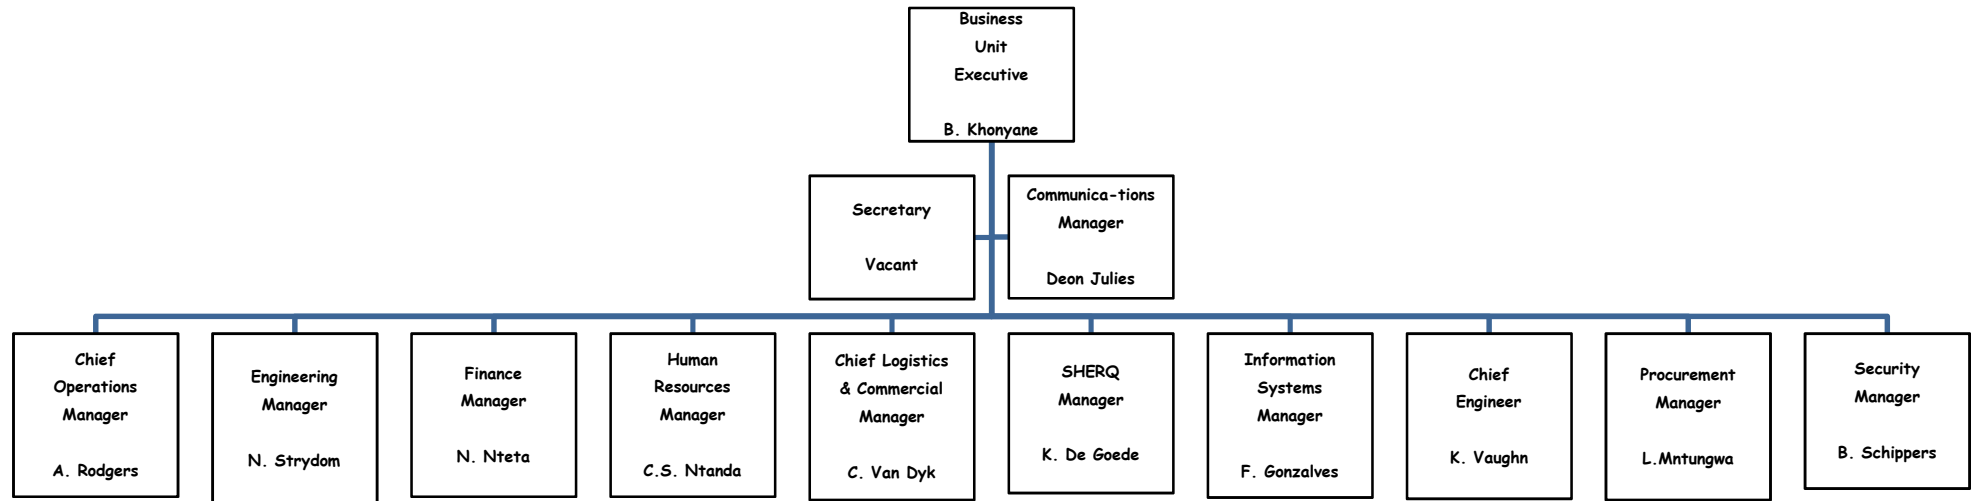 Business
Unit
Executive
B. Khonyane
Secretary
Vacant
Communica-tions
Manager
Deon Julies
Chief
Operations
Manager
A. Rodgers
Engineering
Manager
N. Strydom
Finance
Manager
N. Nteta
Human
Resources
Manager
C.S. Ntanda
Chief Logistics
& Commercial
Manager
C. Van Dyk
SHERQ
Manager
K. De Goede
Information
Systems
Manager
F. Gonzalves
Chief
Engineer
K. Vaughn
Procurement
Manager
L.Mntungwa
Security
Manager
B. Schippers